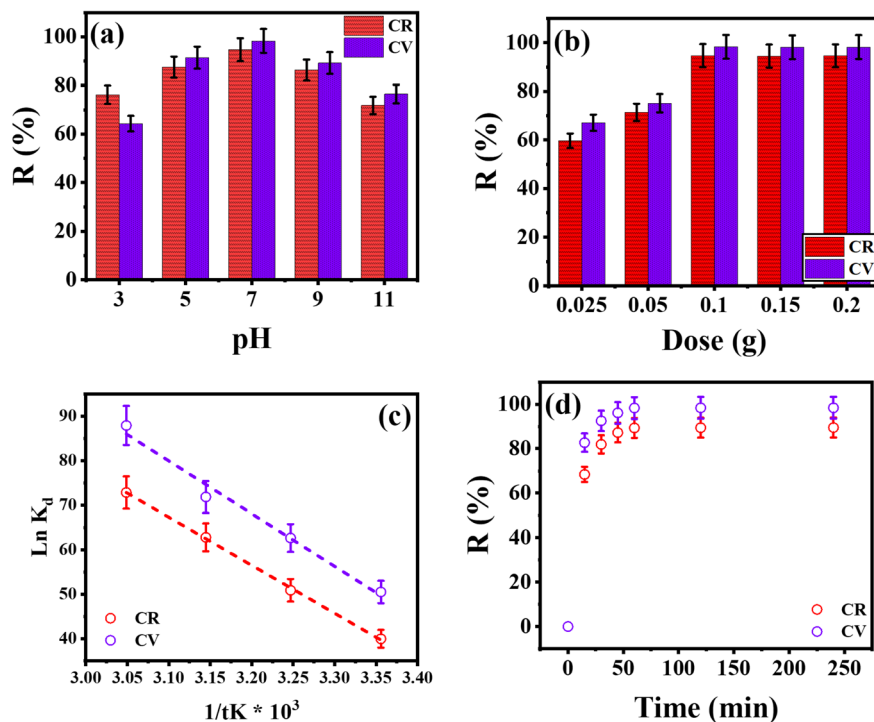 (a)
CR
CV
R (%)
100
80
60
40
20
0
3 5 7 9 11
pH
(b)
R (%)
100
80
60
40
20
0
CR
CV
0.025 0.05 0.1 0.15 0.2
Dose (g)
(c)
Ln K_d
90
80
70
60
50
40
CR
CV
3.00 3.05 3.10 3.15 3.20 3.25 3.30 3.35 3.40
1/tK * 10³
(d)
R (%)
100
80
60
40
20
0
CR
CV
0 50 100 150 200 250
Time (min)